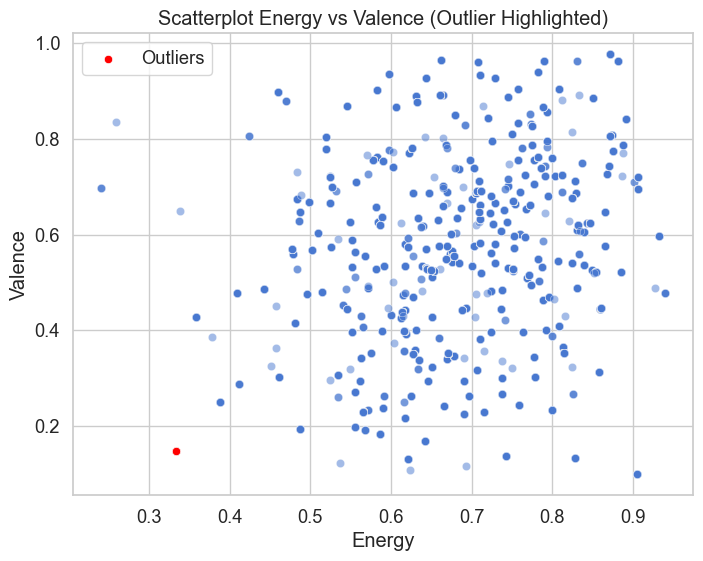 Scatterplot Energy vs Valence (Outlier Highlighted)
Outliers
1.0
0.8
0.6
0.4
0.2
Valence
0.3 0.4 0.5 0.6 0.7 0.8 0.9
Energy